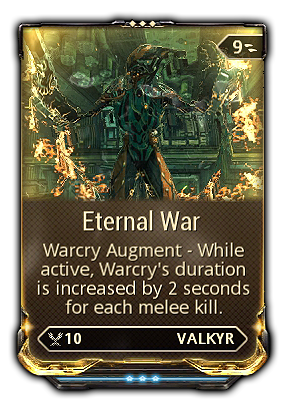 9
Eternal War
Warcry Augment - While
active, Warcry's duration
is increased by 2 seconds
for each melee kill.
10 VALKYR